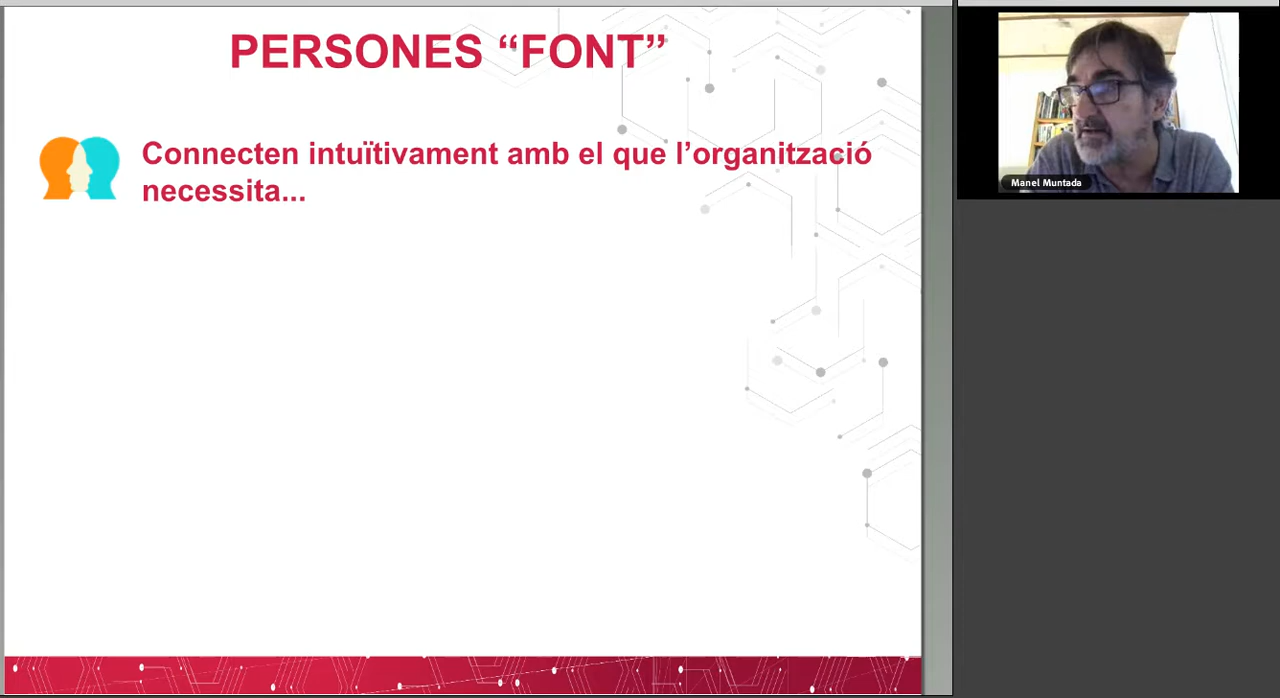 PERSONES “FONT”
Connecten intuïtivament amb el que l’organització
necessita...
Manel Muntada